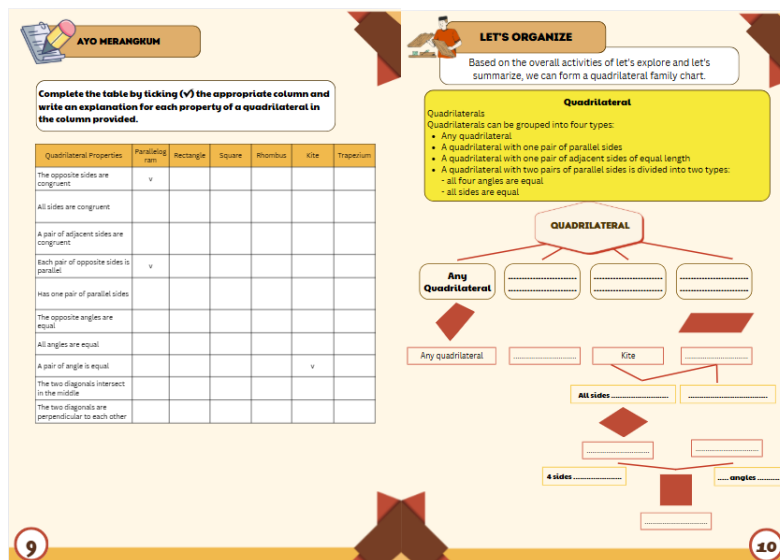 AYO MERANGKUM
Complete the table by ticking (√) the appropriate column and
write an explanation for each property of a quadrilateral in
the column provided.
Quadrilateral Properties
Parallelog
ram
Rectangle
Square
Rhombus
Kite
Trapezium
The opposite sides are
congruent
v
All sides are congruent
A pair of adjacent sides are
congruent
Each pair of opposite sides is
parallel
v
Has one pair of parallel sides
The opposite angles are
equal
All angles are equal
A pair of angle is equal
v
The two diagonals intersect
in the middle
The two diagonals are
perpendicular to each other
9
LET'S ORGANIZE
Based on the overall activities of let's explore and let's
summarize, we can form a quadrilateral family chart.
Quadrilateral
Quadrilaterals
Quadrilaterals can be grouped into four types:
• Any quadrilateral
• A quadrilateral with one pair of parallel sides
• A quadrilateral with one pair of adjacent sides of equal length
• A quadrilateral with two pairs of parallel sides is divided into two types:
- all four angles are equal
- all sides are equal
QUADRILATERAL
Any
Quadrilateral
Any quadrilateral
Kite
All sides ........................
4 sides ....................
..... angles .........
10